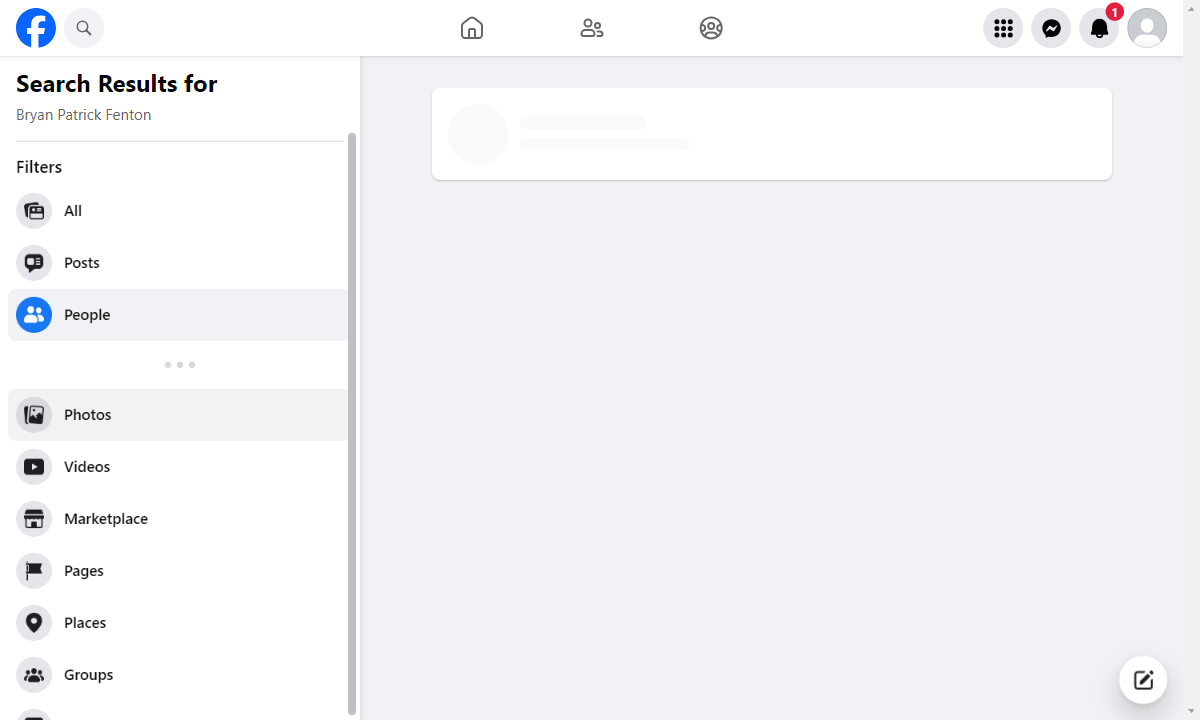 1
Search Results for
Bryan Patrick Fenton
Filters
All
Posts
People
Photos
Videos
Marketplace
Pages
Places
Groups